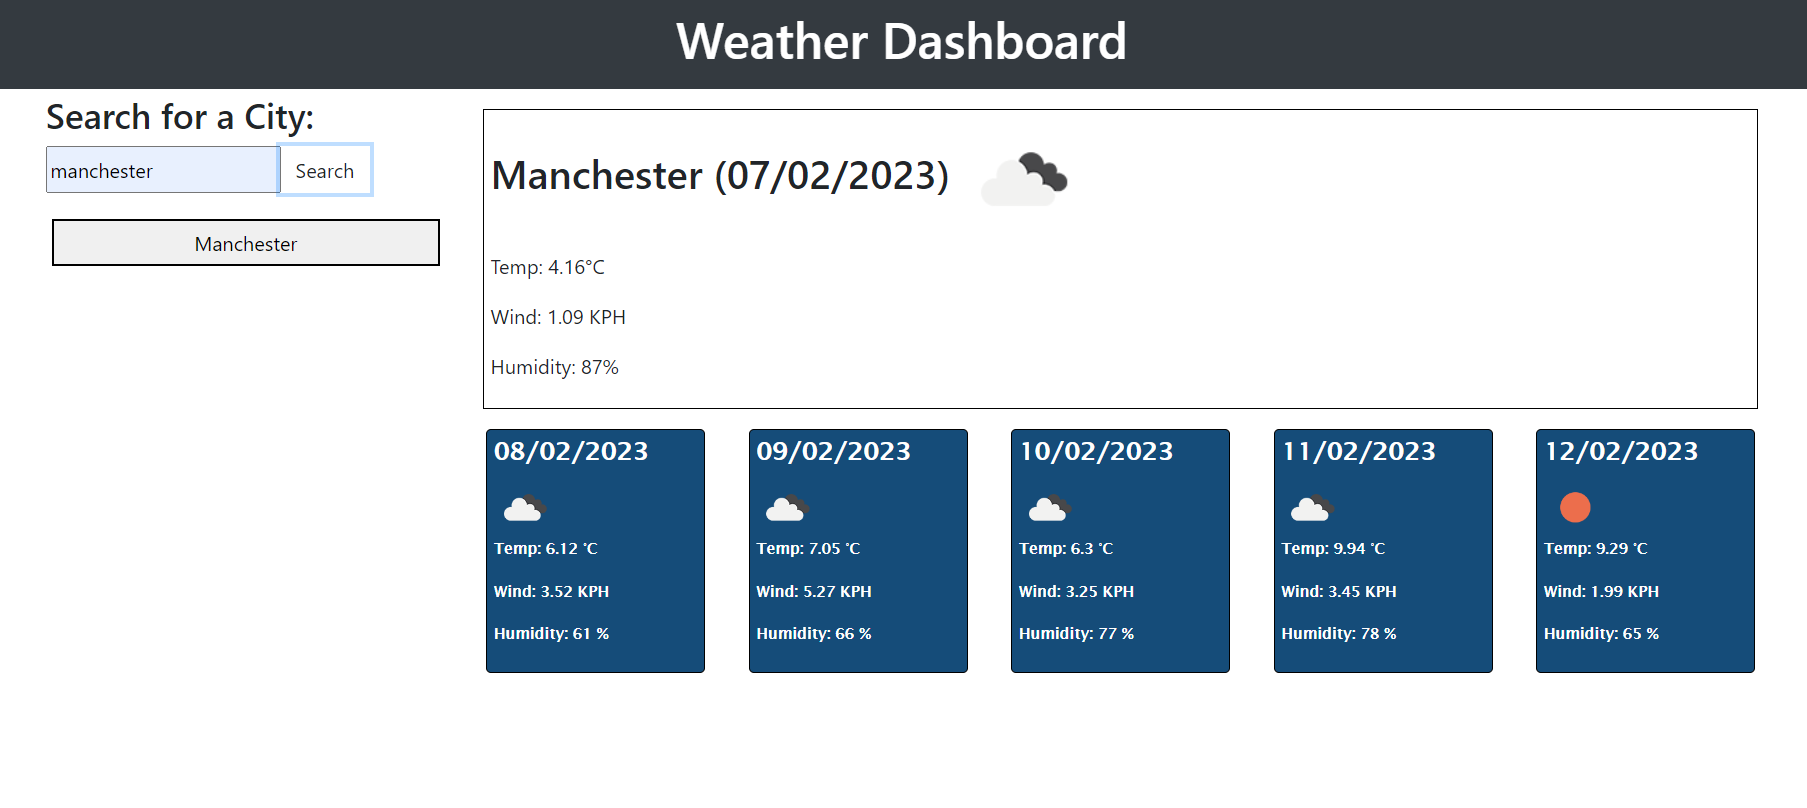 Weather Dashboard
Search for a City:
manchester
Search
Manchester
Manchester (07/02/2023)
Temp: 4.16°C
Wind: 1.09 KPH
Humidity: 87%
08/02/2023
Temp: 6.12 °C
Wind: 3.52 KPH
Humidity: 61 %
09/02/2023
Temp: 7.05 °C
Wind: 5.27 KPH
Humidity: 66 %
10/02/2023
Temp: 6.3 °C
Wind: 3.25 KPH
Humidity: 77 %
11/02/2023
Temp: 9.94 °C
Wind: 3.45 KPH
Humidity: 78 %
12/02/2023
Temp: 9.29 °C
Wind: 1.99 KPH
Humidity: 65 %